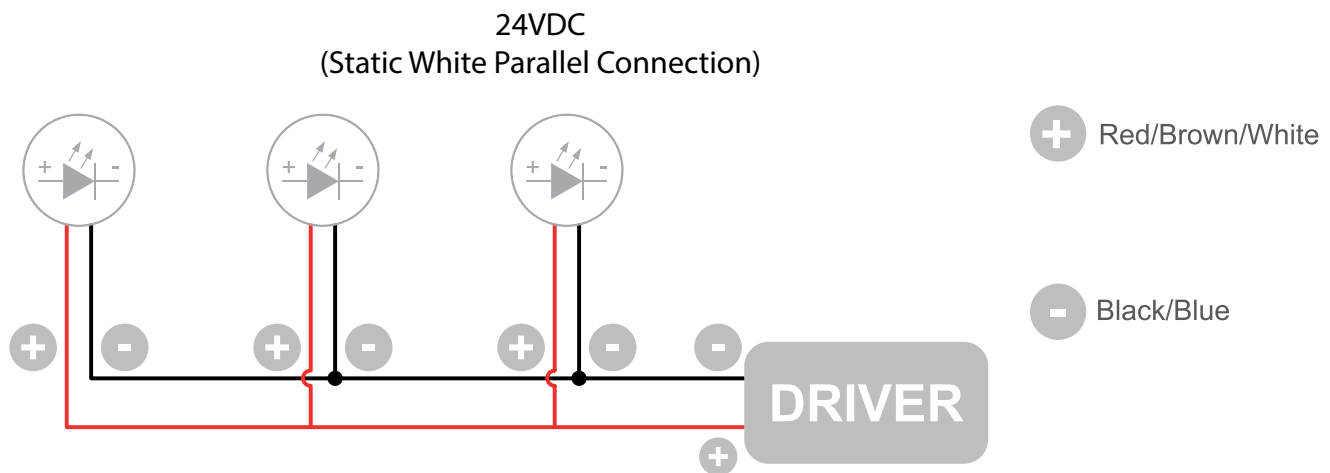 24VDC
(Static White Parallel Connection)
+ -
+ -
+ -
+ Red/Brown/White
- Black/Blue
+ -
+ -
+ -
-
DRIVER
+